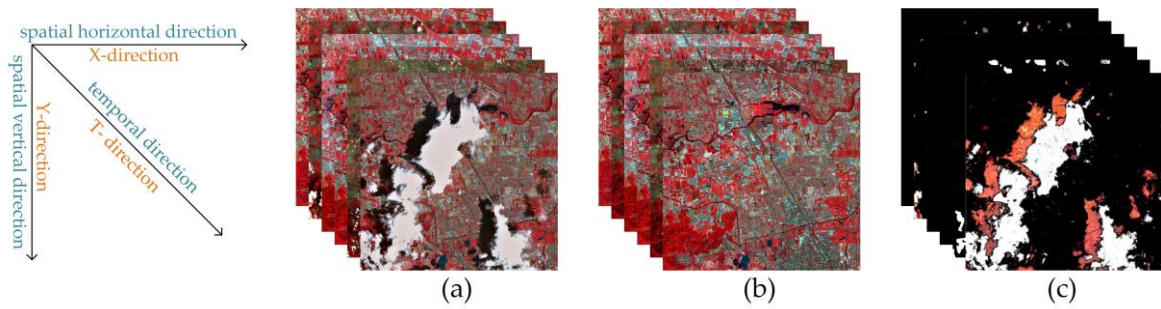 spatial horizontal direction
X-direction
spatial vertical direction
Y-direction
temporal direction
T- direction
(a)
(b)
(c)